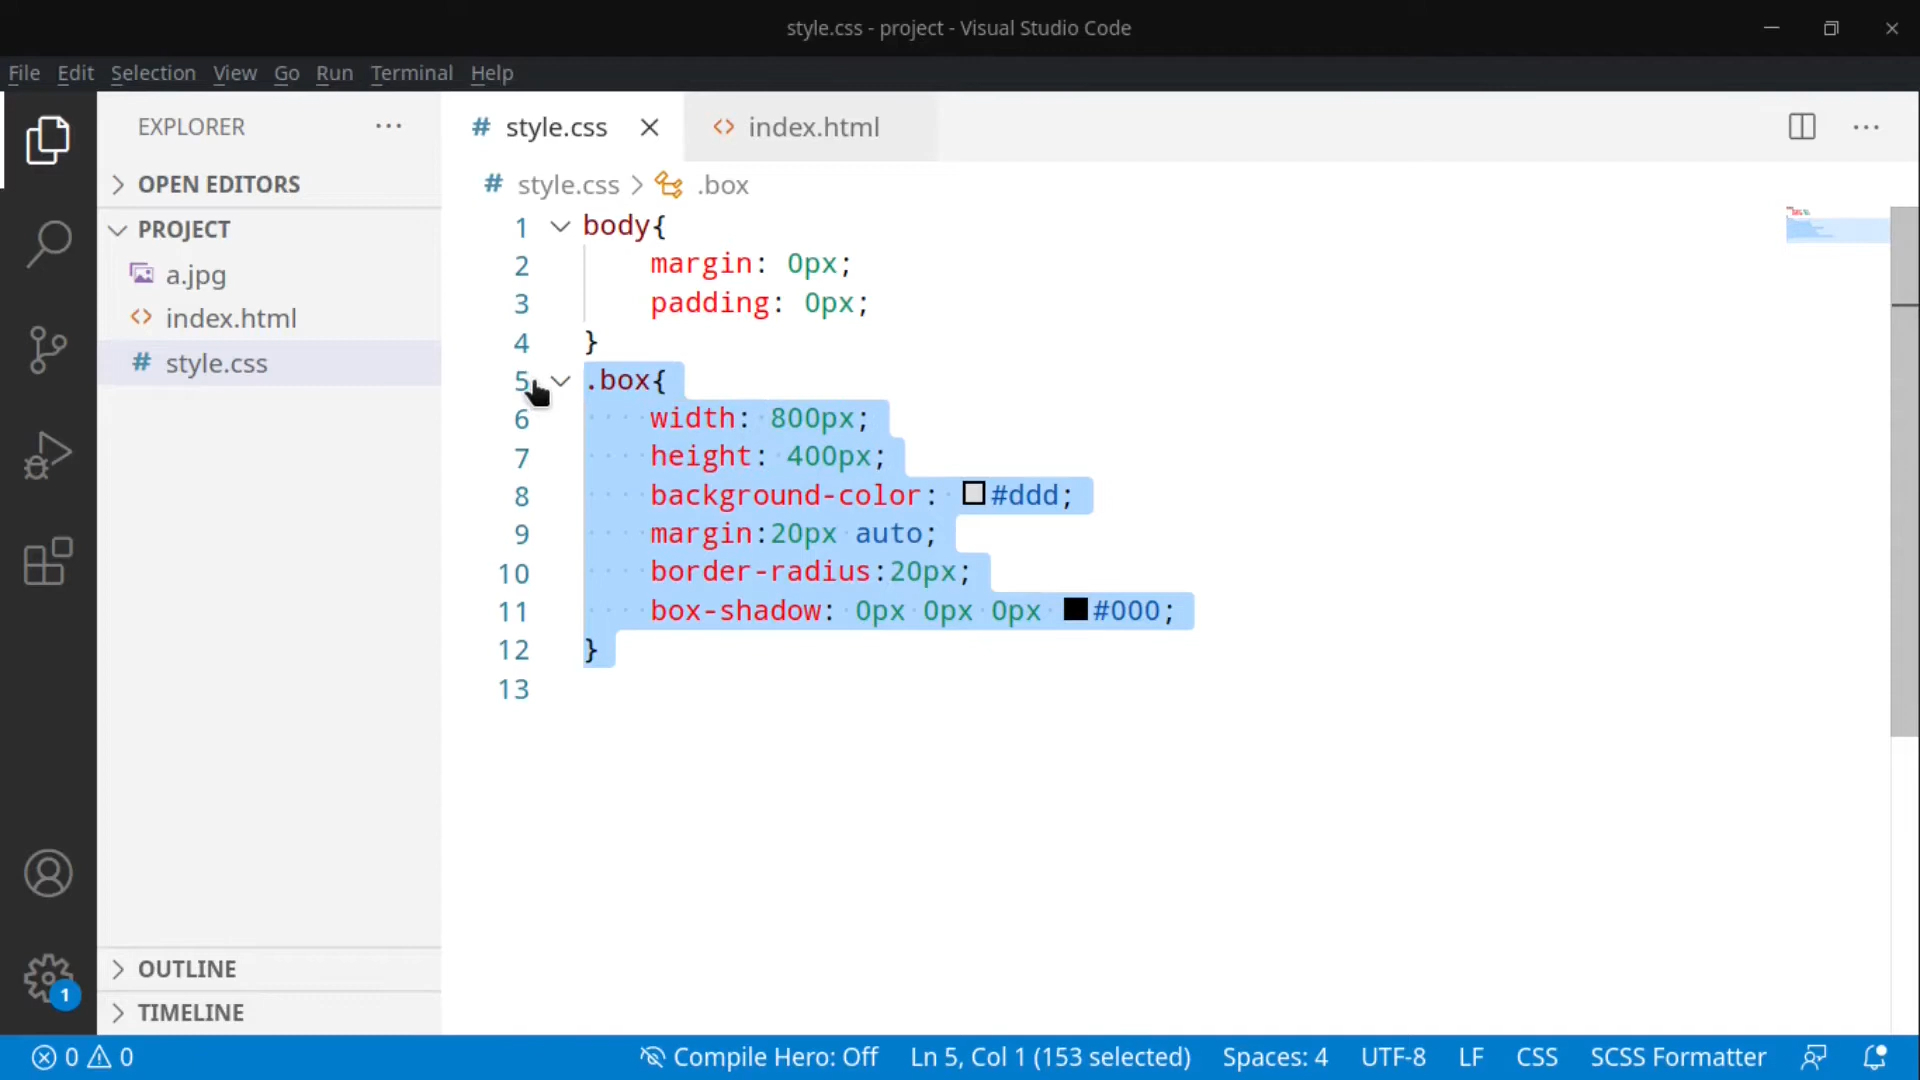 style.css - project - Visual Studio Code
File Edit Selection View Go Run Terminal Help
EXPLORER
OPEN EDITORS
PROJECT
a.jpg
index.html
style.css
OUTLINE
TIMELINE
style.css index.html
style.css .box
1 body{
2 margin: 0px;
3 padding: 0px;
4 }
5 .box{
6 width: 800px;
7 height: 400px;
8 background-color: #ddd;
9 margin:20px auto;
10 border-radius:20px;
11 box-shadow: 0px 0px 0px #000;
12 }
13
1
0 0 Compile Hero: Off Ln 5, Col 1 (153 selected) Spaces: 4 UTF-8 LF CSS SCSS Formatter